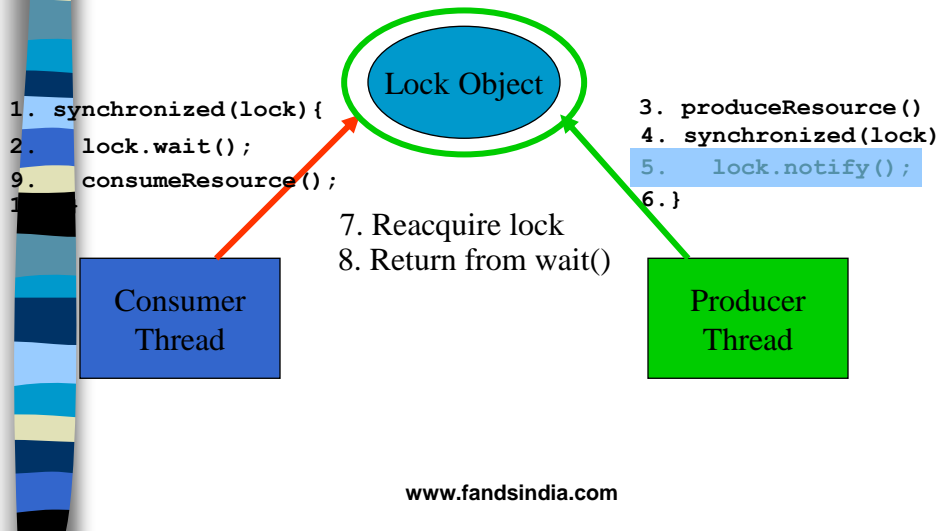 Lock Object
1. synchronized(lock){
2. lock.wait();
9. consumeResource();
1 }
3. produceResource()
4. synchronized(lock)
5. lock.notify();
6.}
7. Reacquire lock
8. Return from wait()
Consumer
Thread
Producer
Thread
www.fandsindia.com